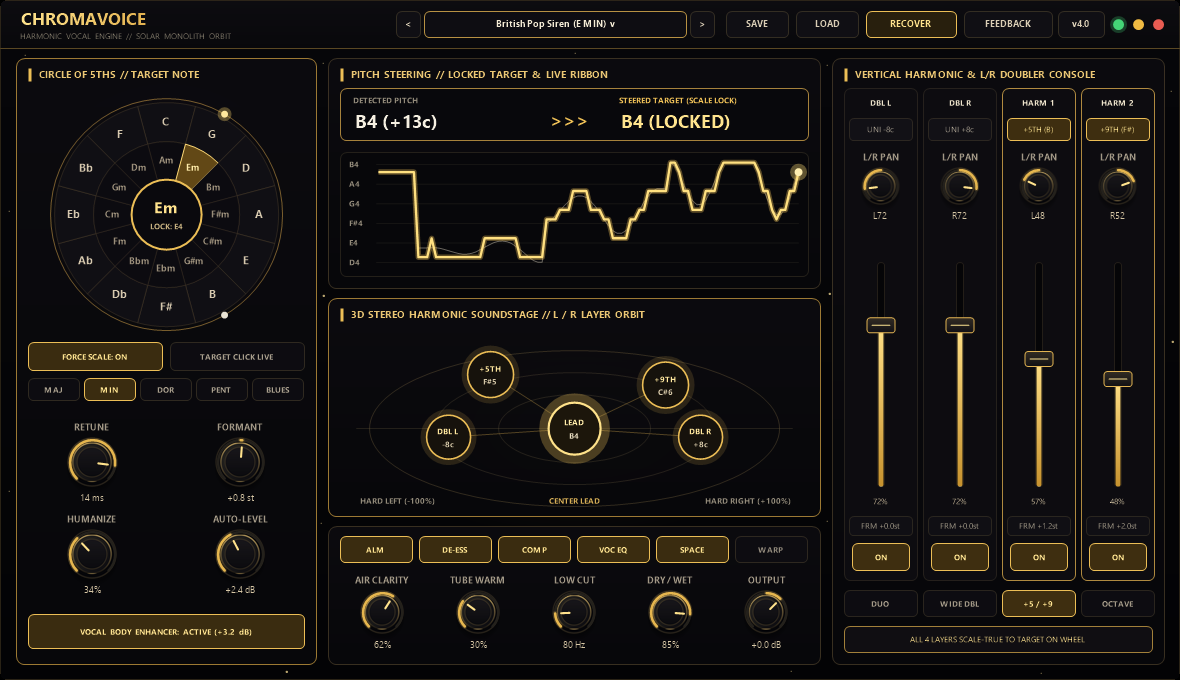 CHROMAVOICE
HARMONIC VOCAL ENGINE // SOLAR MONOLITH ORBIT
< British Pop Siren (E MIN) v >
SAVE LOAD RECOVER FEEDBACK v4.0
CIRCLE OF 5THS // TARGET NOTE
C
G
D
A
E
B
F#
Db
Ab
Eb
Bb
F
Am
Em
Bm
F#m
C#m
G#m
Ebm
Bbm
Fm
Cm
Gm
Dm
Em
LOCK: E4
FORCE SCALE: ON TARGET CLICK LIVE
MAJ MIN DOR PENT BLUES
RETUNE FORMANT
14 ms +0.8 st
HUMANIZE AUTO-LEVEL
34% +2.4 dB
VOCAL BODY ENHANCER: ACTIVE (+3.2 dB)
PITCH STEERING // LOCKED TARGET & LIVE RIBBON
DETECTED PITCH STEERED TARGET (SCALE LOCK)
B4 (+13c) >>> B4 (LOCKED)
B4
A4
G4
F#4
E4
D4
3D STEREO HARMONIC SOUNDSTAGE // L / R LAYER ORBIT
+5TH
F#5
+9TH
C#6
LEAD
B4
DBL L
-8c
DBL R
+8c
HARD LEFT (-100%) CENTER LEAD HARD RIGHT (+100%)
ALM DE-ESS COMP VOC EQ SPACE WARP
AIR CLARITY TUBE WARM LOW CUT DRY / WET OUTPUT
62% 30% 80 Hz 85% +0.0 dB
VERTICAL HARMONIC & L/R DOUBLER CONSOLE
DBL L DBL R HARM 1 HARM 2
UNI -8c UNI +8c +5TH (B) +9TH (F#)
L/R PAN L/R PAN L/R PAN L/R PAN
L72 R72 L48 R52
72% 72% 57% 48%
FRM +0.0st FRM +0.0st FRM +1.2st FRM +2.0st
ON ON ON ON
DUO WIDE DBL +5 / +9 OCTAVE
ALL 4 LAYERS SCALE-TRUE TO TARGET ON WHEEL